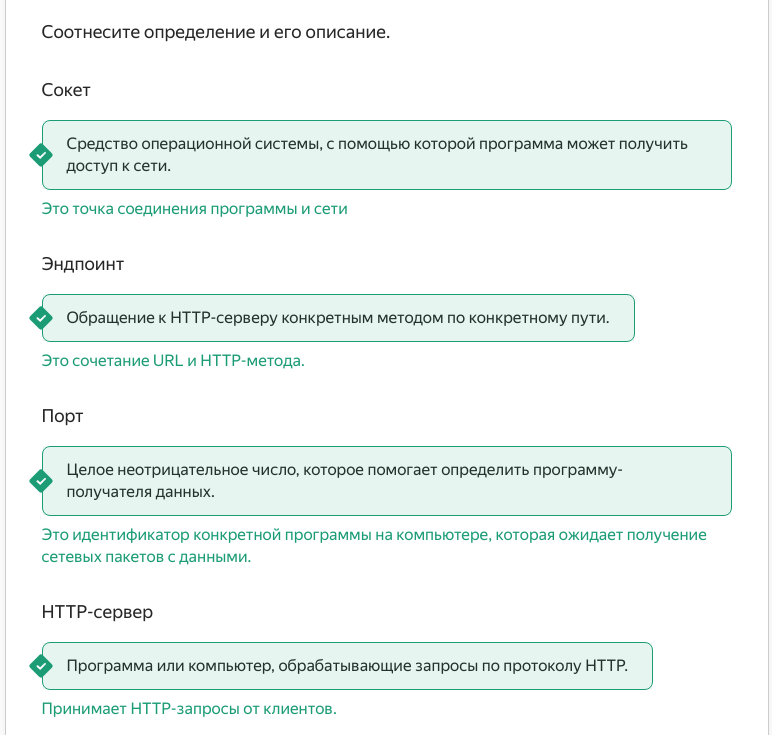 Соотнесите определение и его описание.
Сокет
Средство операционной системы, с помощью которой программа может получить
доступ к сети.
Это точка соединения программы и сети
Эндпоинт
Обращение к HTTP-серверу конкретным методом по конкретному пути.
Это сочетание URL и HTTP-метода.
Порт
Целое неотрицательное число, которое помогает определить программу-
получателя данных.
Это идентификатор конкретной программы на компьютере, которая ожидает получение
сетевых пакетов с данными.
HTTP-сервер
Программа или компьютер, обрабатывающие запросы по протоколу HTTP.
Принимает HTTP-запросы от клиентов.